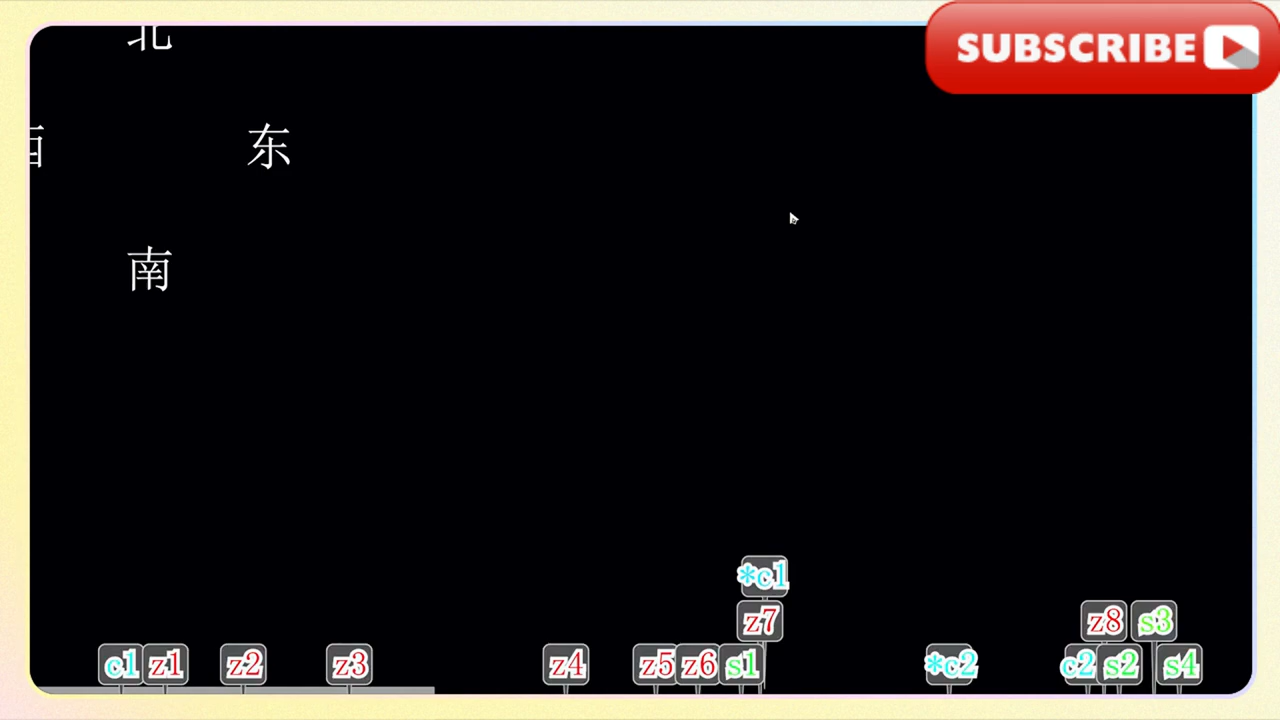 SUBSCRIBE
北
西 东
南
*c1
z7 z8 s3
c1 z1 z2 z3 z4 z5 z6 s1 *c2 c2 s2 s4